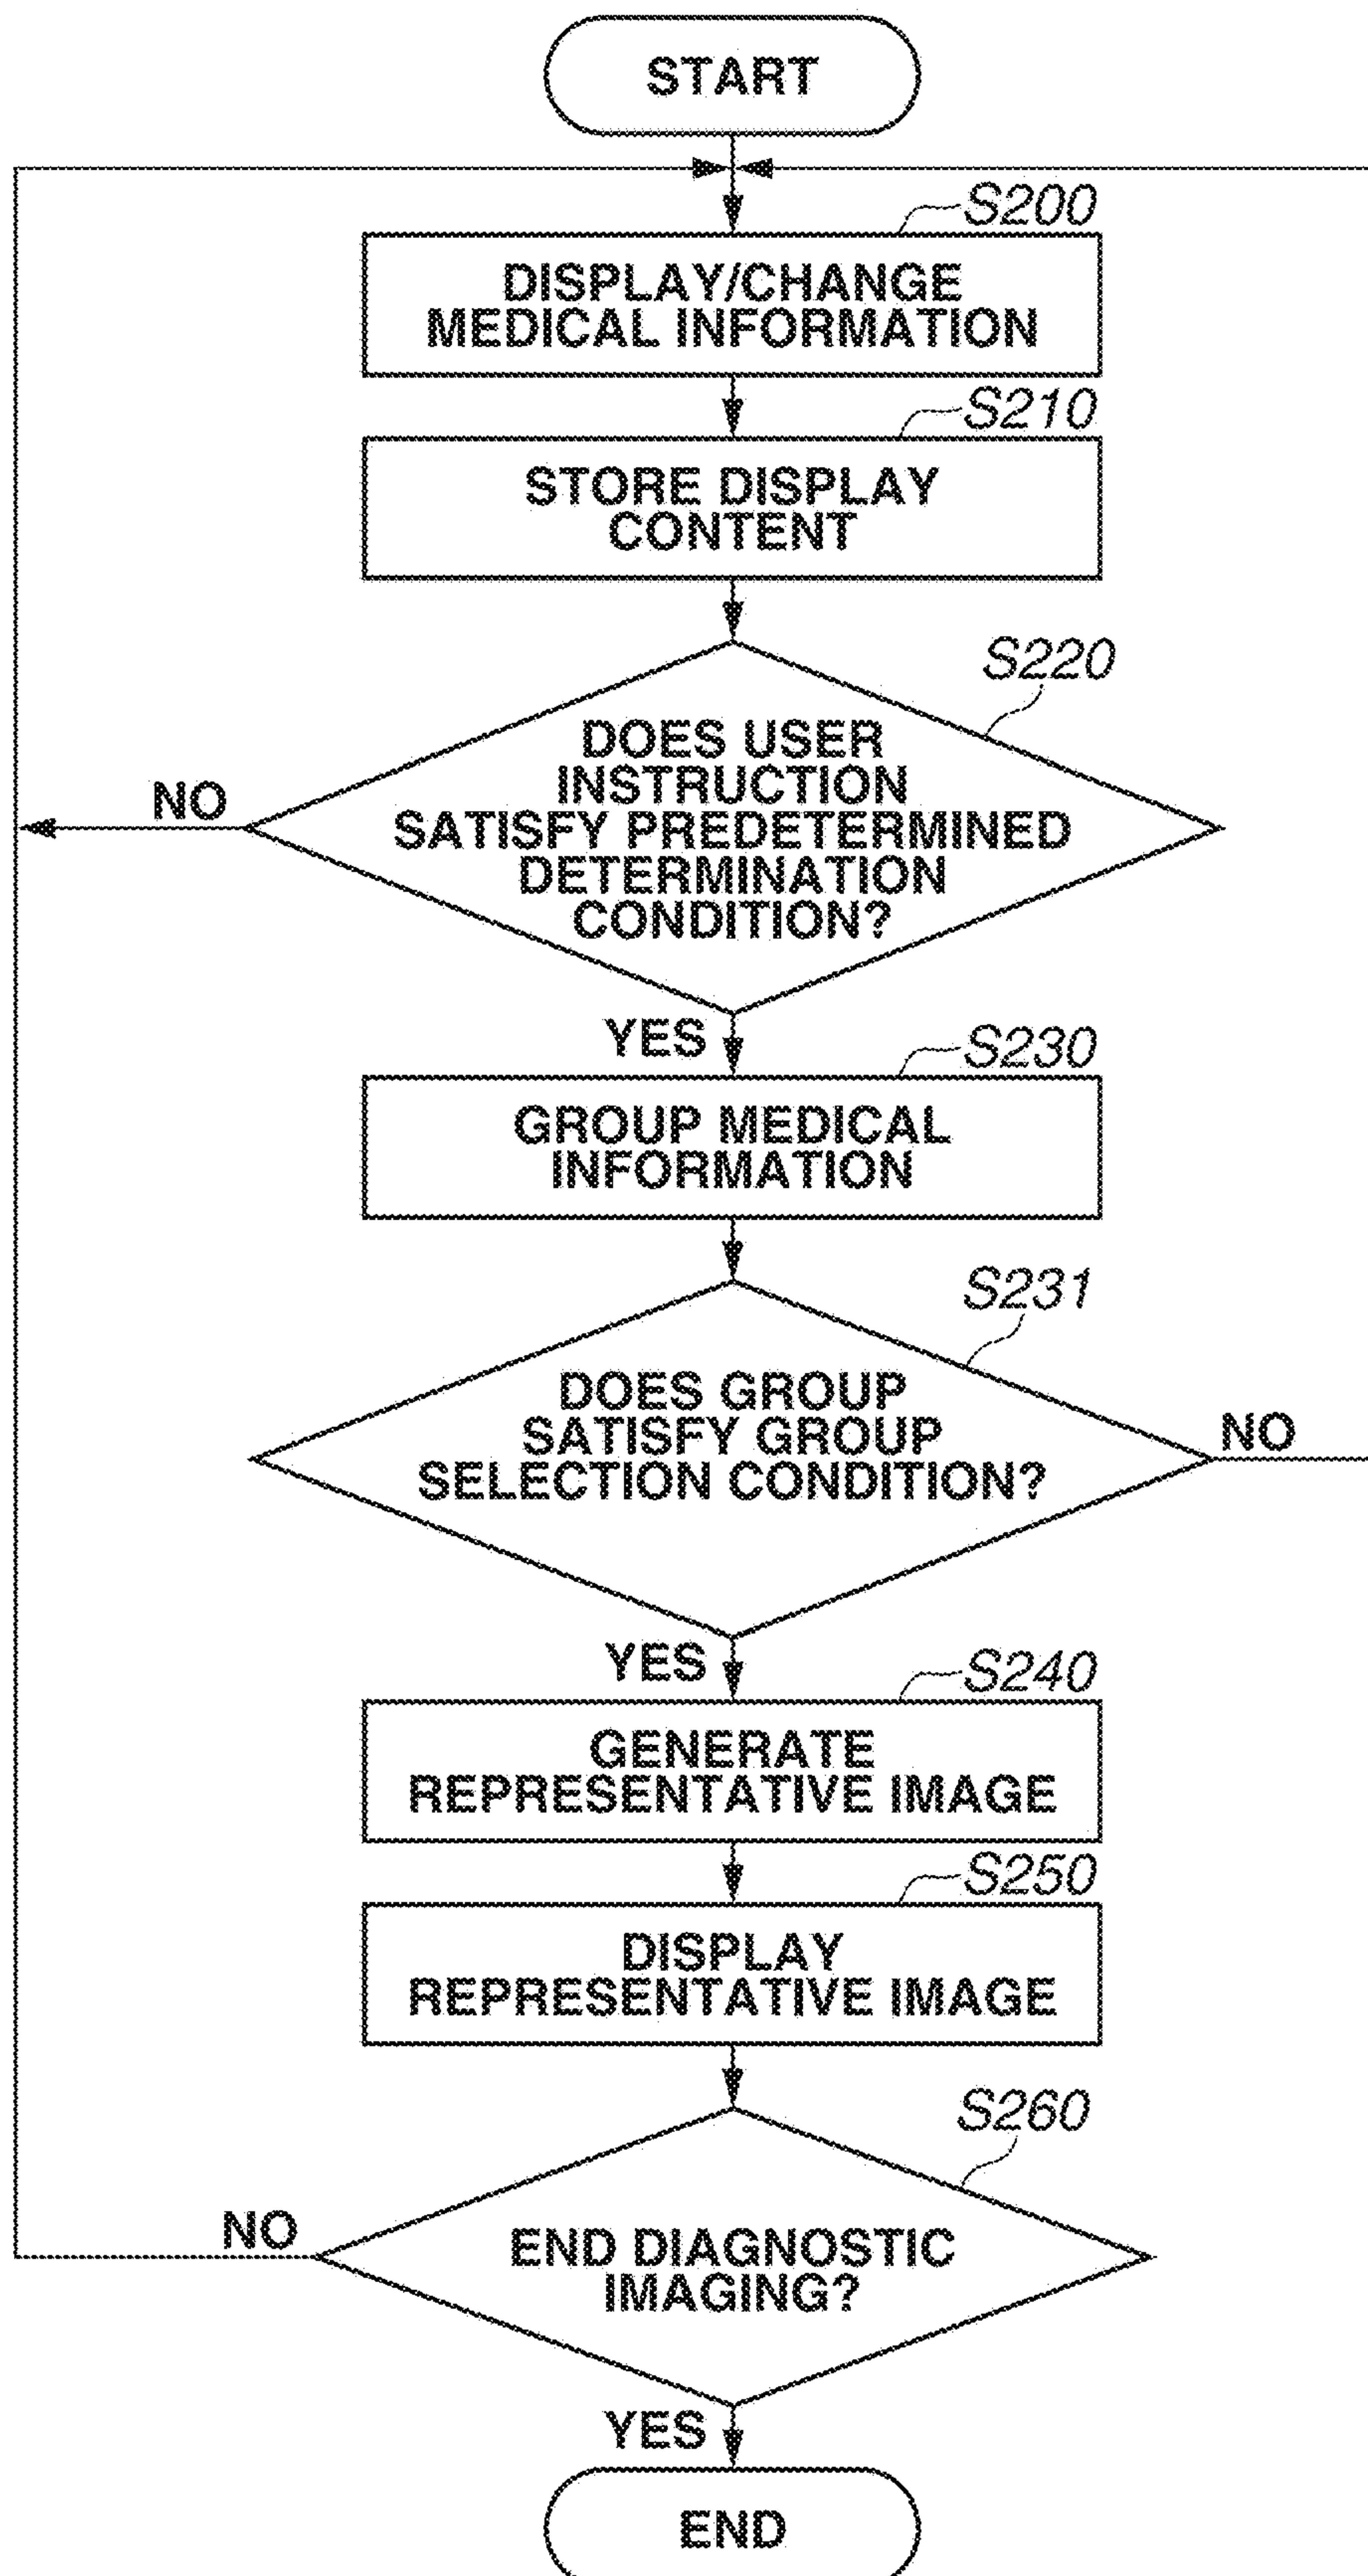 START
S200
DISPLAY/CHANGE
MEDICAL INFORMATION
S210
STORE DISPLAY
CONTENT
S220
DOES USER
INSTRUCTION
SATISFY PREDETERMINED
DETERMINATION
CONDITION?
NO
YES
S230
GROUP MEDICAL
INFORMATION
S231
DOES GROUP
SATISFY GROUP
SELECTION CONDITION?
NO
YES
S240
GENERATE
REPRESENTATIVE IMAGE
S250
DISPLAY
REPRESENTATIVE IMAGE
S260
END DIAGNOSTIC
IMAGING?
NO
YES
END